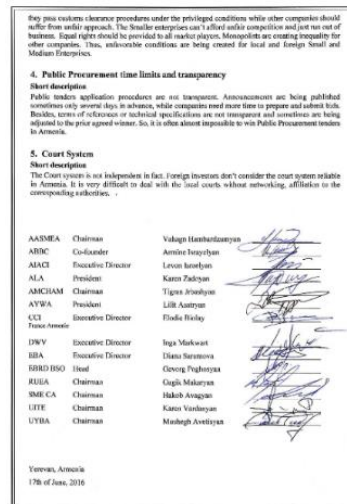 they pass customs clearance procedures under the privileged conditions while other companies should
suffer from unfair approach. The Smaller enterprises can't afford unfair competition and just run out of
business. Equal rights should be provided to all market players. Monopolists are creating inequality for
other companies. Thus, unfavorable conditions are being created for local and foreign Small and
Medium Enterprises.
4. Public Procurement time limits and transparency
Short description
Public tenders application procedures are not transparent. Announcements are being published
sometimes only several days in advance, while companies need more time to prepare and submit bids.
Besides, terms of references or technical specifications are not transparent and sometimes are being
adjusted to the prior agreed winner. So, it is often almost impossible to win Public Procurement tenders
in Armenia.
5. Court System
Short description
The Court system is not independent in fact. Foreign investors don't consider the court system reliable
in Armenia. It is very difficult to deal with the local courts without networking, affiliation to the
corresponding authorities. .
AASMEA Chairman Vahagn Hambardzumyan
ABBC Co-founder Armine Israyelyan
AIACI Executive Director Levon
ALA President Karen Zadoyan
AMCHAM Chairman Tigran Jrbashyan
AYWA President Lilit Asatryan
CCI Executive Director Elodie Biolay
France Armenie
DWV Executive Director Inga Markwart
EBA Executive Director Diana Sarumova
EBRD BSO Head Gevorg Poghosyan
RUEA Chairman Gagik Makaryan
SME CA Chairman Hakob Avagyan
UITE Chairman Karen Vardanyan
UYBA Chairman Mushegh Avetisyan
Yerevan, Armenia
17th of June, 2016